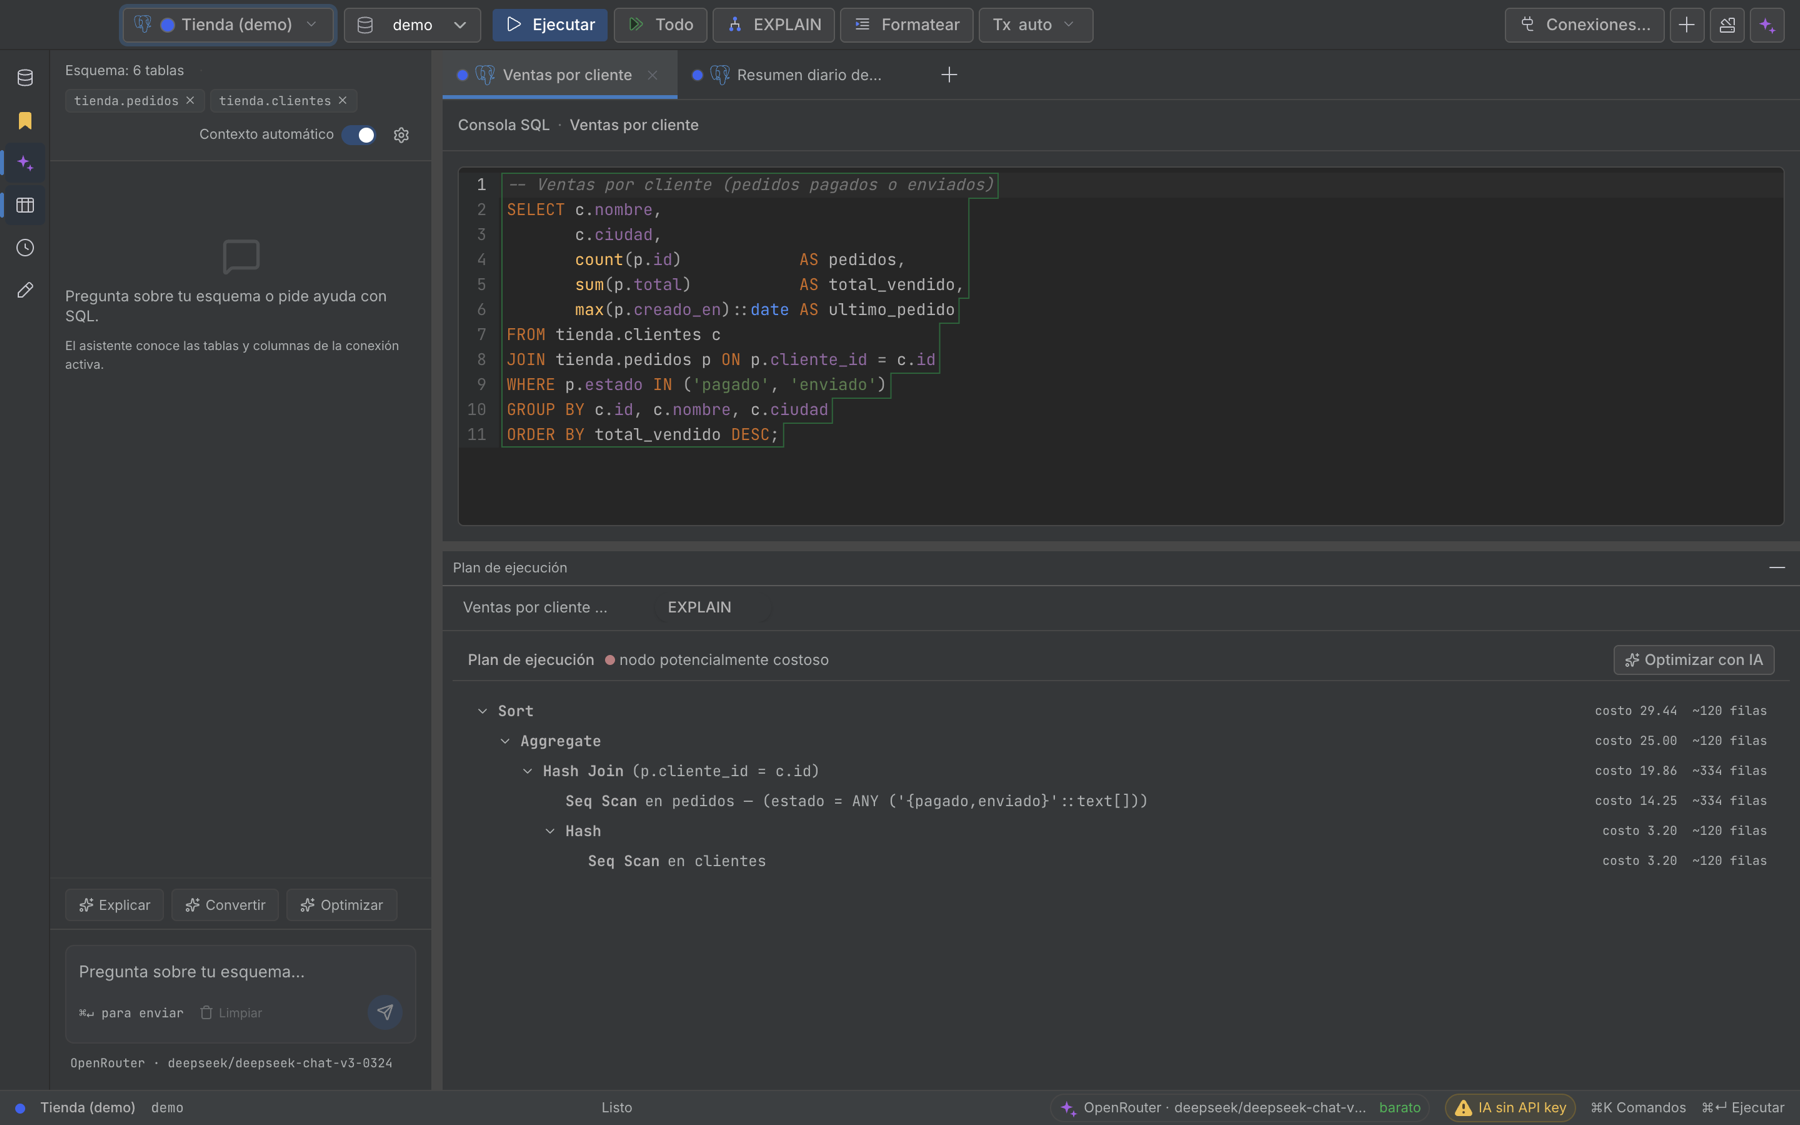 Tienda (demo)
demo
Ejecutar
Todo
EXPLAIN
Formatear
Tx auto
Conexiones...
Esquema: 6 tablas
tienda.pedidos ×
tienda.clientes ×
Contexto automático
Pregunta sobre tu esquema o pide ayuda con
SQL.
El asistente conoce las tablas y columnas de la conexión
activa.
Explicar
Convertir
Optimizar
Pregunta sobre tu esquema...
⌘↵ para enviar
Limpiar
OpenRouter · deepseek/deepseek-chat-v3-0324
Ventas por cliente ×
Resumen diario de...
Consola SQL · Ventas por cliente
1 -- Ventas por cliente (pedidos pagados o enviados)
2 SELECT c.nombre,
3 c.ciudad,
4 count(p.id) AS pedidos,
5 sum(p.total) AS total_vendido,
6 max(p.creado_en)::date AS ultimo_pedido
7 FROM tienda.clientes c
8 JOIN tienda.pedidos p ON p.cliente_id = c.id
9 WHERE p.estado IN ('pagado', 'enviado')
10 GROUP BY c.id, c.nombre, c.ciudad
11 ORDER BY total_vendido DESC;
Plan de ejecución
Ventas por cliente ...
EXPLAIN
Plan de ejecución
nodo potencialmente costoso
Optimizar con IA
Sort costo 29.44 ~120 filas
Aggregate costo 25.00 ~120 filas
Hash Join (p.cliente_id = c.id) costo 19.86 ~334 filas
Seq Scan en pedidos — (estado = ANY ('{pagado,enviado}'::text[])) costo 14.25 ~334 filas
Hash costo 3.20 ~120 filas
Seq Scan en clientes costo 3.20 ~120 filas
Tienda (demo)
demo
Listo
OpenRouter · deepseek/deepseek-chat-v...
barato
IA sin API key
⌘K Comandos
⌘↵ Ejecutar